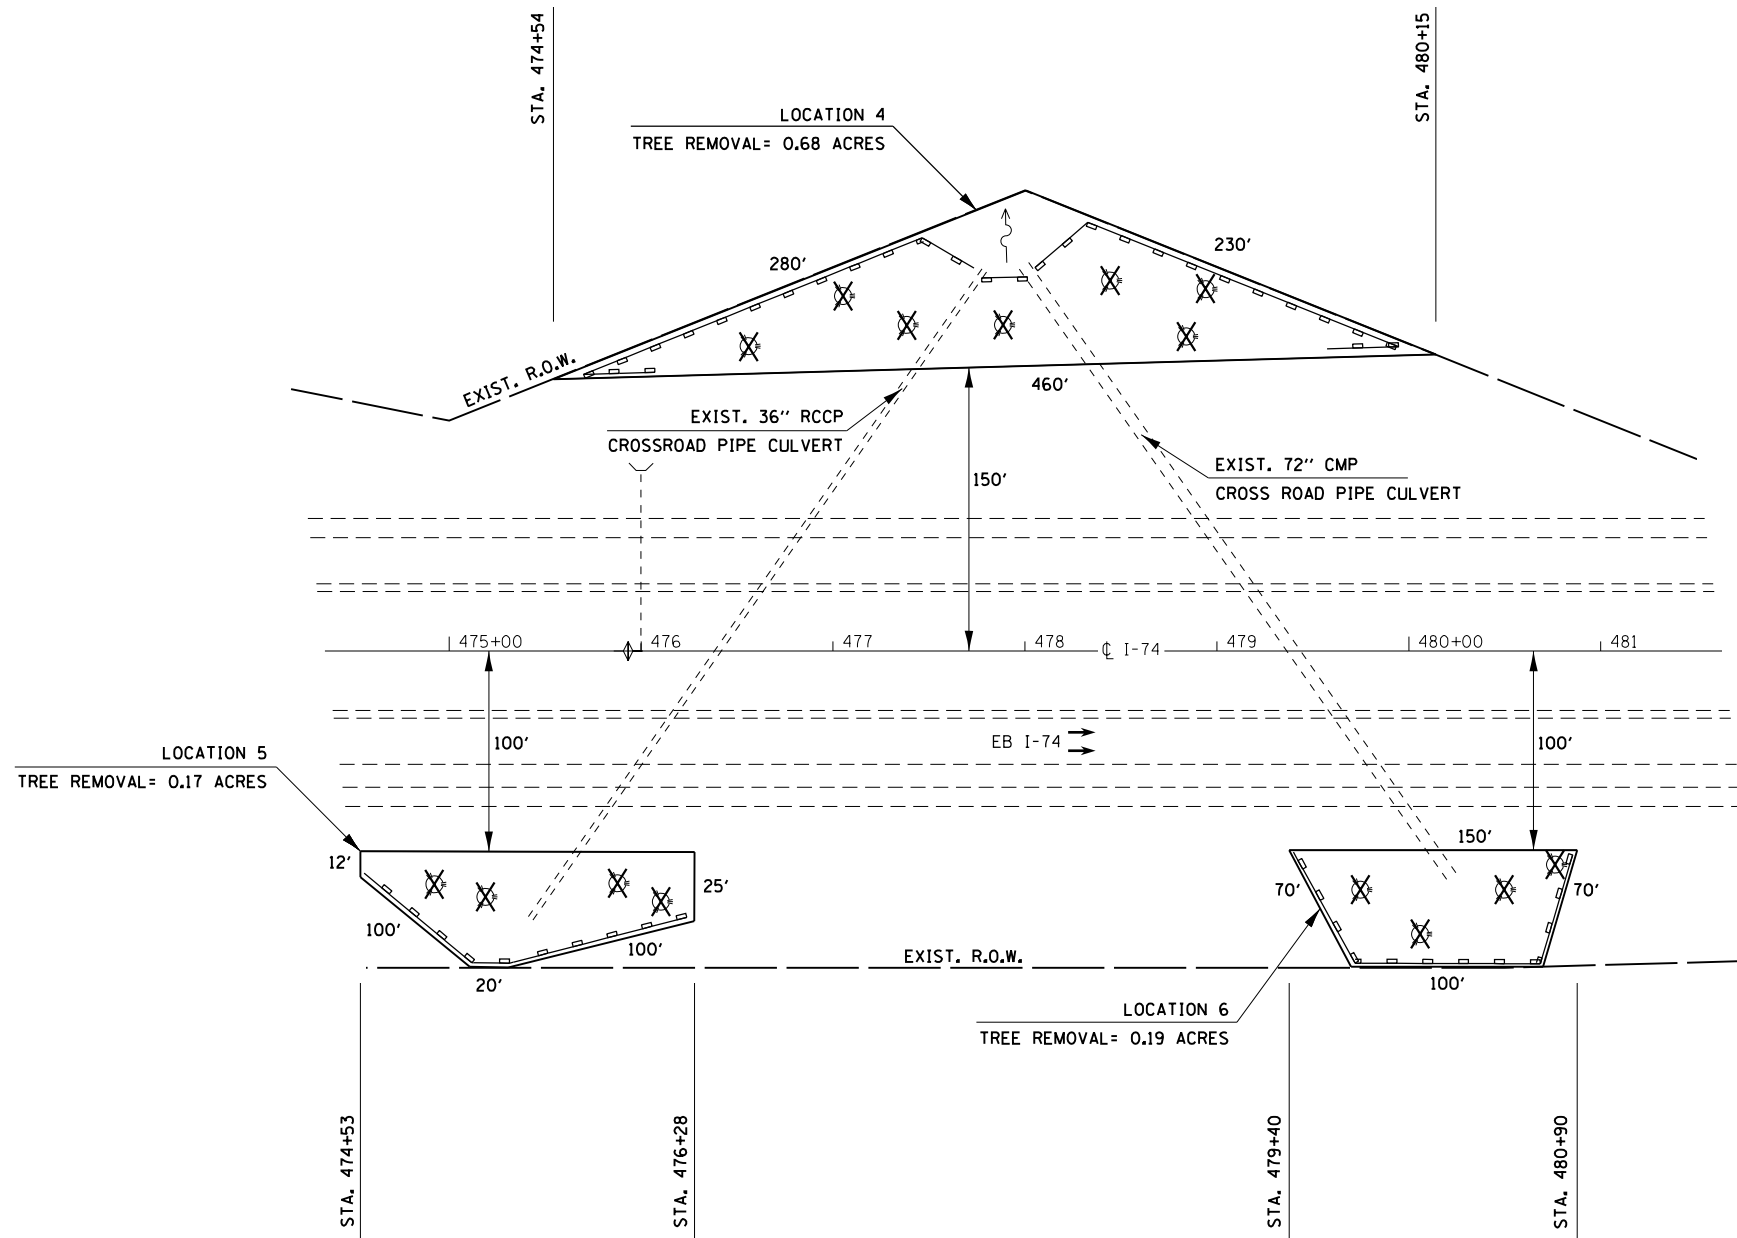 STA. 474+54
STA. 480+15
LOCATION 4
TREE REMOVAL= 0.68 ACRES
280'
230'
EXIST. R.O.W.
460'
EXIST. 36'' RCCP
CROSSROAD PIPE CULVERT
150'
EXIST. 72'' CMP
CROSS ROAD PIPE CULVERT
475+00
476
477
478
℄ I-74
479
480+00
481
EB I-74
100'
100'
LOCATION 5
TREE REMOVAL= 0.17 ACRES
150'
12'
25'
70'
70'
100'
100'
EXIST. R.O.W.
20'
100'
LOCATION 6
TREE REMOVAL= 0.19 ACRES
STA. 474+53
STA. 476+28
STA. 479+40
STA. 480+90